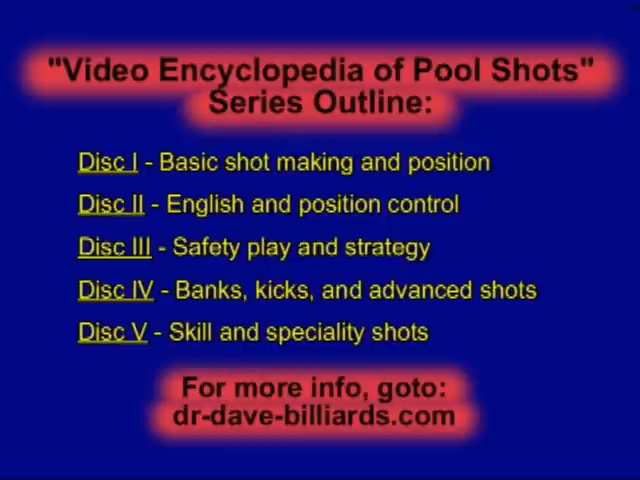 "Video Encyclopedia of Pool Shots"
Series Outline:
Disc I - Basic shot making and position
Disc II - English and position control
Disc III - Safety play and strategy
Disc IV - Banks, kicks, and advanced shots
Disc V - Skill and speciality shots
For more info, goto:
dr-dave-billiards.com